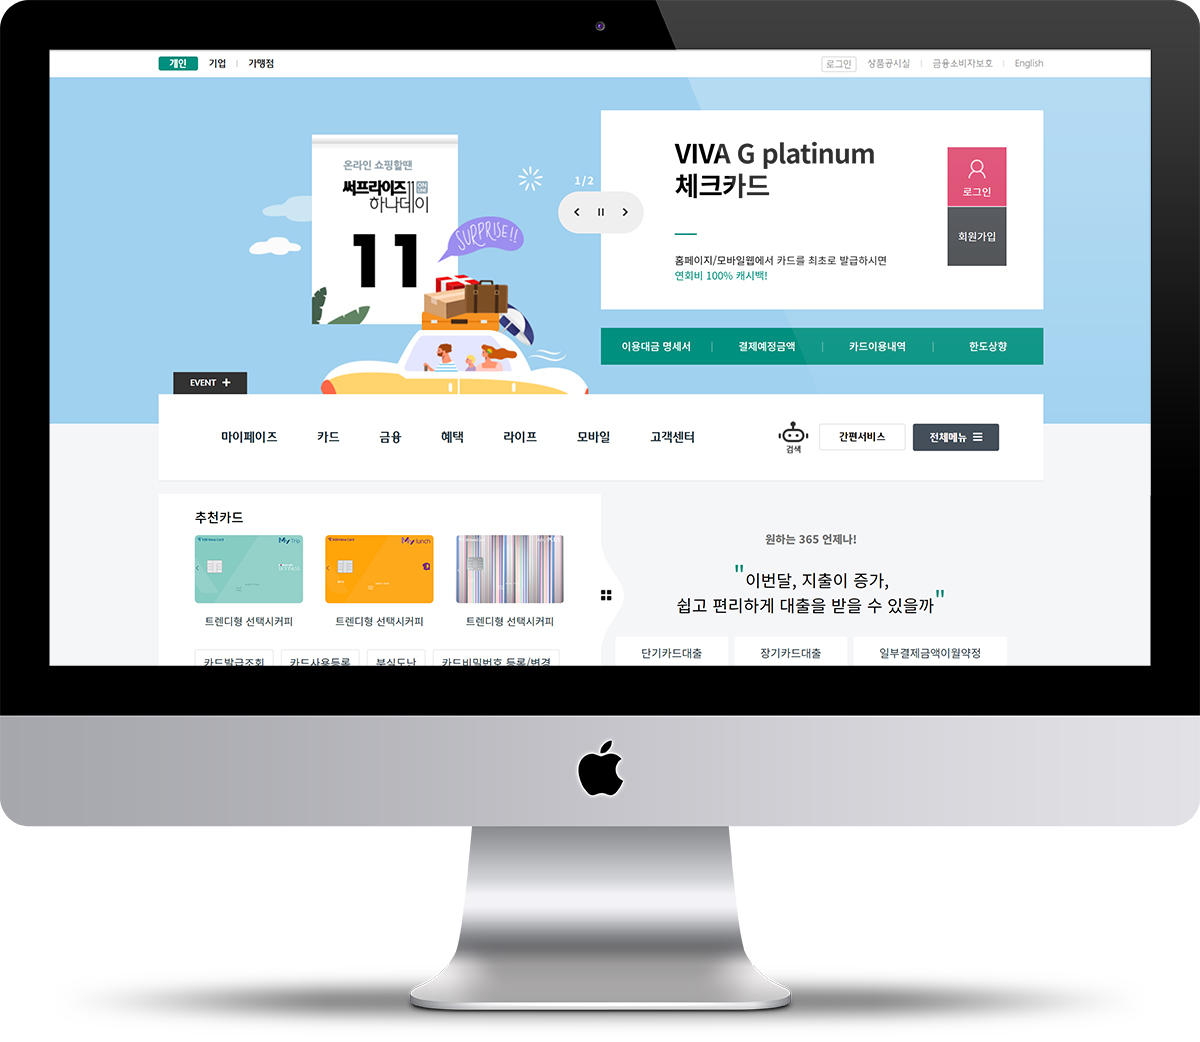 개인 기업 가맹점
로그인 상품공시실 금융소비자보호 English
온라인 쇼핑할땐
써프라이즈 ON LINE
하나데이
11
SURPRISE!!
1/2
VIVA G platinum
체크카드
홈페이지/모바일웹에서 카드를 최초로 발급하시면
연회비 100% 캐시백!
로그인
회원가입
이용대금 명세서 결제예정금액 카드이용내역 한도상향
EVENT +
마이페이즈 카드 금융 혜택 라이프 모바일 고객센터
검색
간편서비스
전체메뉴
추천카드
My Trip
My lunch
트렌디형 선택시커피
트렌디형 선택시커피
트렌디형 선택시커피
카드발급조회 카드사용등록 분실도난 카드비밀번호 등록/변경
원하는 365 언제나!
"이번달, 지출이 증가,
쉽고 편리하게 대출을 받을 수 있을까"
단기카드대출 장기카드대출 일부결제금액이월약정